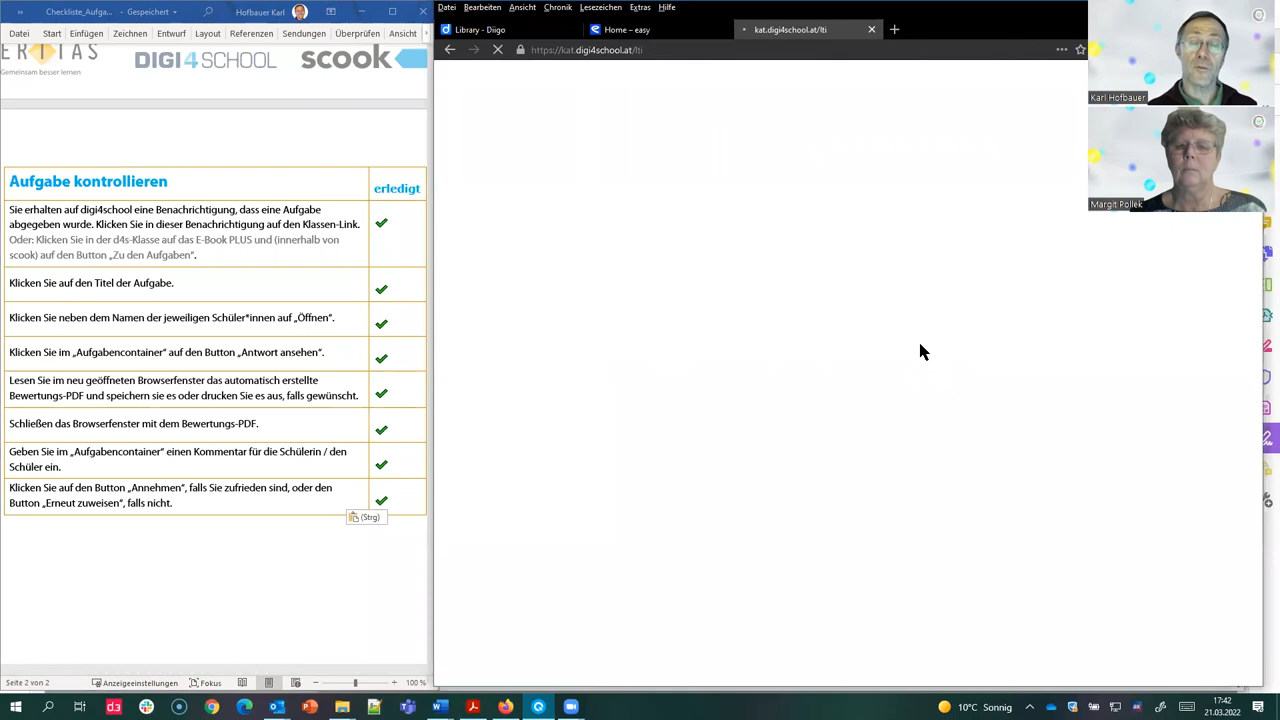 Checkliste_Aufga... • Gespeichert
Hofbauer Karl
Datei Start Einfügen Zeichnen Entwurf Layout Referenzen Sendungen Überprüfen Ansicht
Gemeinsam besser lernen
DIGI4SCHOOL
scook
Aufgabe kontrollieren
erledigt
Sie erhalten auf digi4school eine Benachrichtigung, dass eine Aufgabe
abgegeben wurde. Klicken Sie in dieser Benachrichtigung auf den Klassen-Link.
Oder: Klicken Sie in der d4s-Klasse auf das E-Book PLUS und (innerhalb von
scook) auf den Button „Zu den Aufgaben“.
Klicken Sie auf den Titel der Aufgabe.
Klicken Sie neben dem Namen der jeweiligen Schüler*innen auf „Öffnen“.
Klicken Sie im „Aufgabencontainer“ auf den Button „Antwort ansehen“.
Lesen Sie im neu geöffneten Browserfenster das automatisch erstellte
Bewertungs-PDF und speichern sie es oder drucken Sie es aus, falls gewünscht.
Schließen das Browserfenster mit dem Bewertungs-PDF.
Geben Sie im „Aufgabencontainer“ einen Kommentar für die Schülerin / den
Schüler ein.
Klicken Sie auf den Button „Annehmen“, falls Sie zufrieden sind, oder den
Button „Erneut zuweisen“, falls nicht.
(Strg)
Seite 2 von 2
Anzeigeeinstellungen
Fokus
100 %
Datei Bearbeiten Ansicht Chronik Lesezeichen Extras Hilfe
Library - Diigo
Home – easy
kat.digi4school.at/lti
https://kat.digi4school.at/lti
Karl Hofbauer
Margit Pollek
10°C Sonnig
17:42
21.03.2022